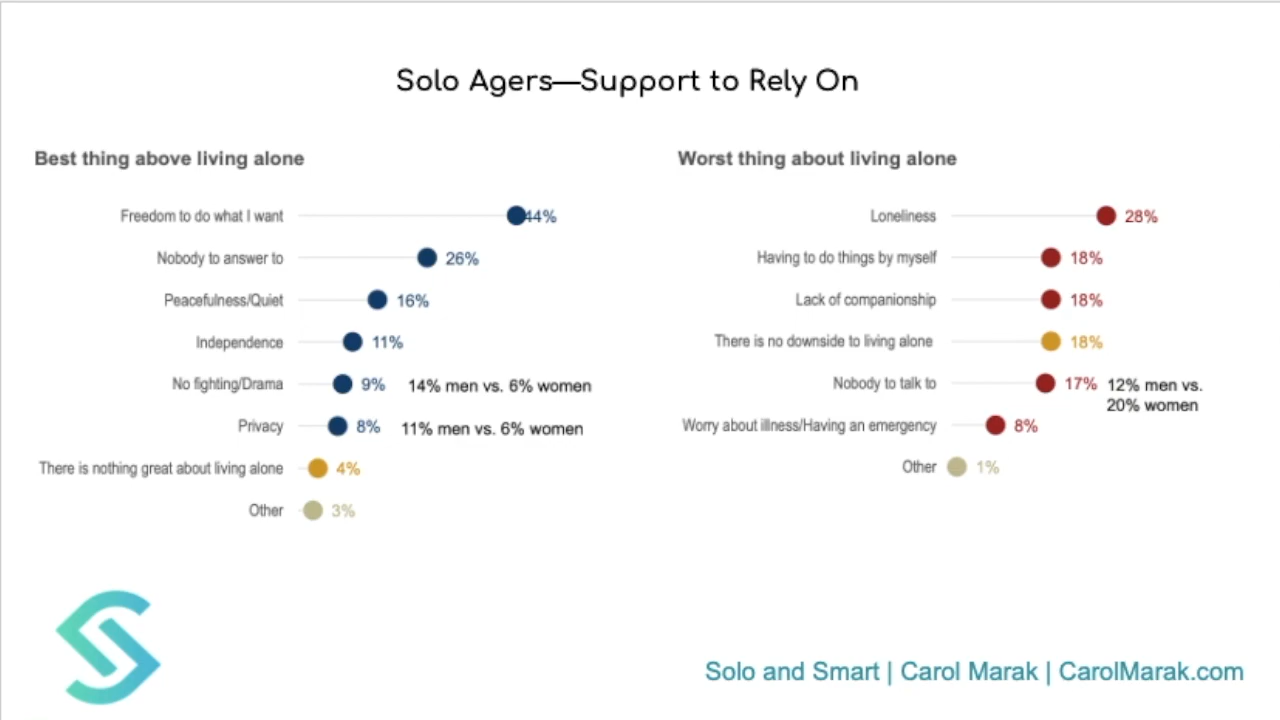 Solo Agers—Support to Rely On
Best thing above living alone
Freedom to do what I want 44%
Nobody to answer to 26%
Peacefulness/Quiet 16%
Independence 11%
No fighting/Drama 9% 14% men vs. 6% women
Privacy 8% 11% men vs. 6% women
There is nothing great about living alone 4%
Other 3%
Worst thing about living alone
Loneliness 28%
Having to do things by myself 18%
Lack of companionship 18%
There is no downside to living alone 18%
Nobody to talk to 17% 12% men vs.
20% women
Worry about illness/Having an emergency 8%
Other 1%
Solo and Smart | Carol Marak | CarolMarak.com